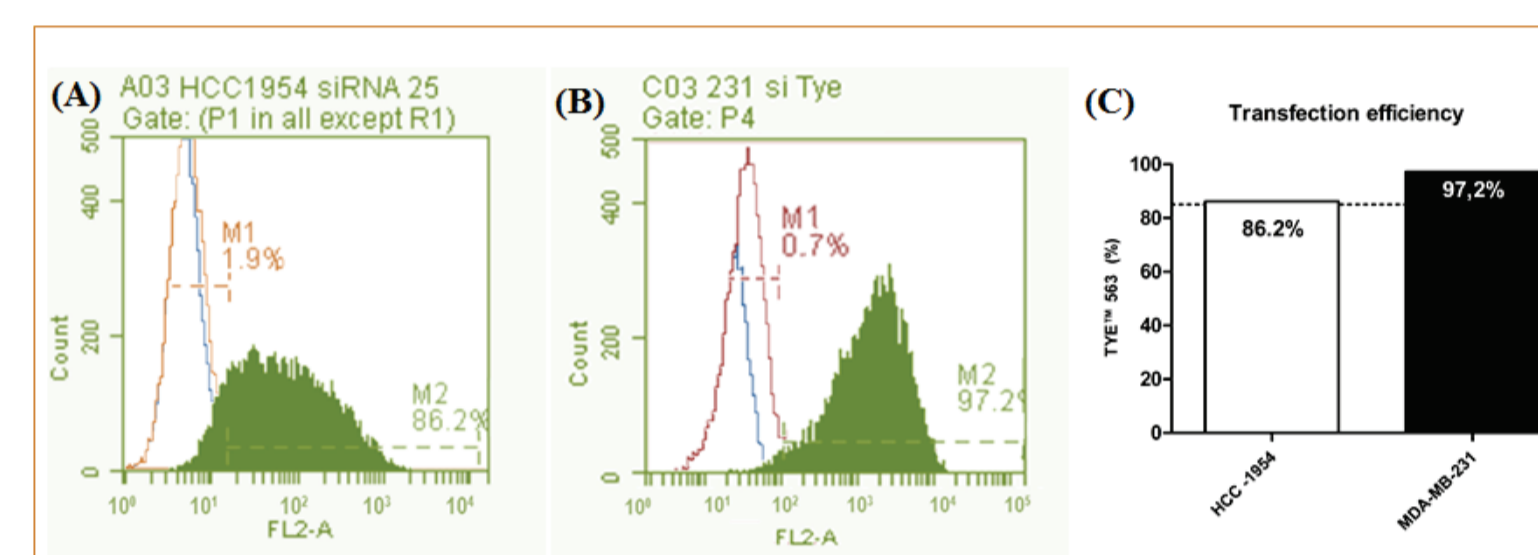 (A)
A03 HCC1954 siRNA 25
Gate: (P1 in all except R1)
500
400
200
0
Count
M1
1.9%
M2
86.2%
10⁰ 10¹ 10² 10³ 10⁴
FL2-A
(B)
C03 231 si Tye
Gate: P4
500
400
200
0
Count
M1
0.7%
M2
97.2%
10⁰ 10¹ 10² 10³ 10⁴ 10⁵
FL2-A
(C)
Transfection efficiency
100
80
60
40
20
0
TYE™ 563 (%)
86.2%
97,2%
HCC -1954
MDA-MB-231